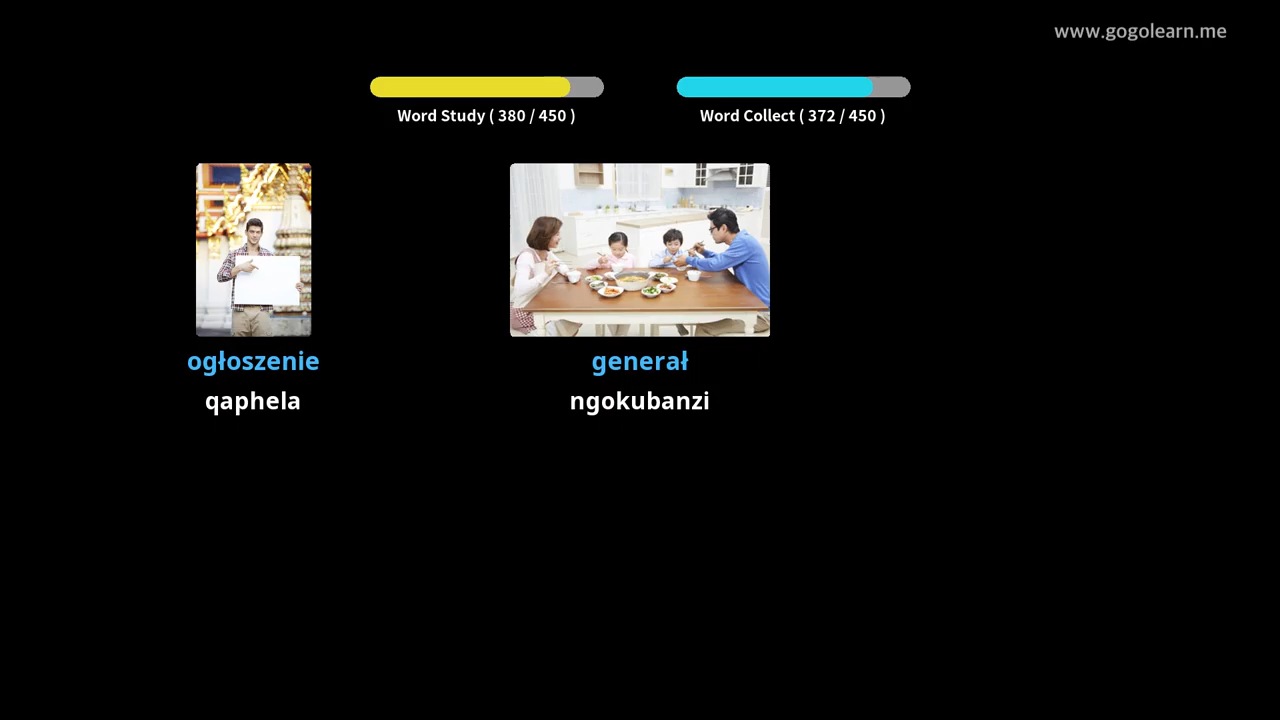 www.gogolearn.me
Word Study ( 380 / 450 )
Word Collect ( 372 / 450 )
ogłoszenie
generał
qaphela
ngokubanzi